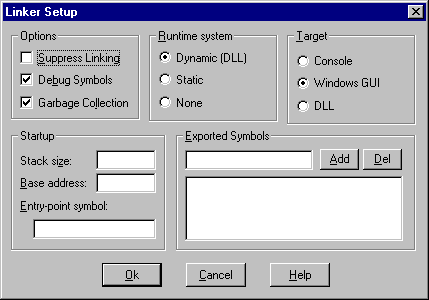 Linker Setup
Options
Suppress Linking
Debug Symbols
Garbage Collection
Runtime system
Dynamic (DLL)
Static
None
Target
Console
Windows GUI
DLL
Startup
Stack size:
Base address:
Entry-point symbol:
Exported Symbols
Add Del
Ok Cancel Help